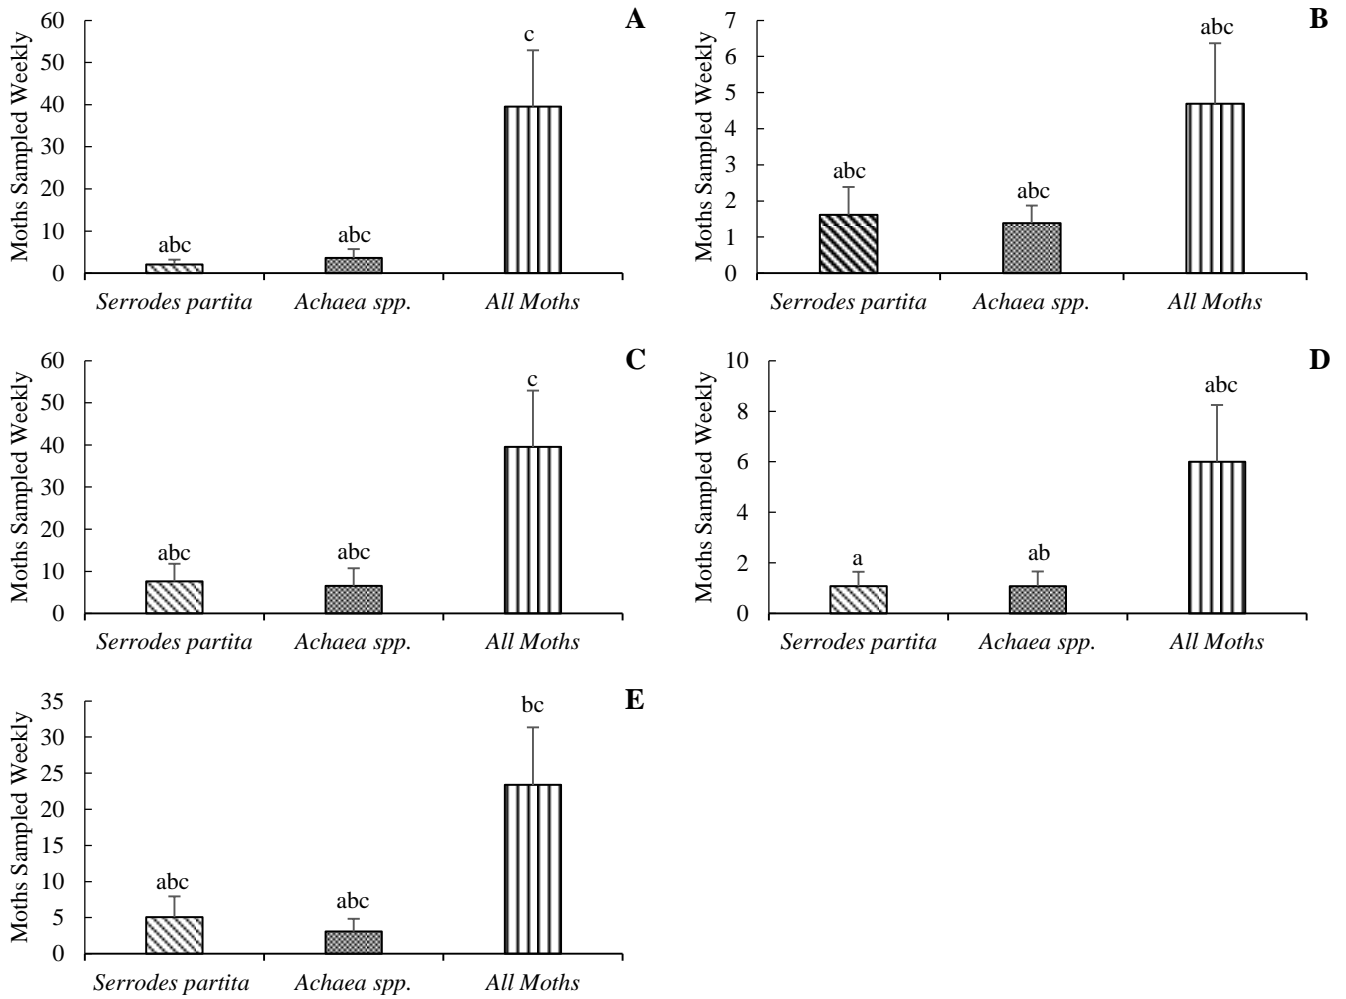 A
Moths Sampled Weekly
60
50
40
30
20
10
0
abc
abc
c
Serrodes partita
Achaea spp.
All Moths
B
Moths Sampled Weekly
7
6
5
4
3
2
1
0
abc
abc
abc
Serrodes partita
Achaea spp.
All Moths
C
Moths Sampled Weekly
60
50
40
30
20
10
0
abc
abc
c
Serrodes partita
Achaea spp.
All Moths
D
Moths Sampled Weekly
10
8
6
4
2
0
a
ab
abc
Serrodes partita
Achaea spp.
All Moths
E
Moths Sampled Weekly
35
30
25
20
15
10
5
0
abc
abc
bc
Serrodes partita
Achaea spp.
All Moths